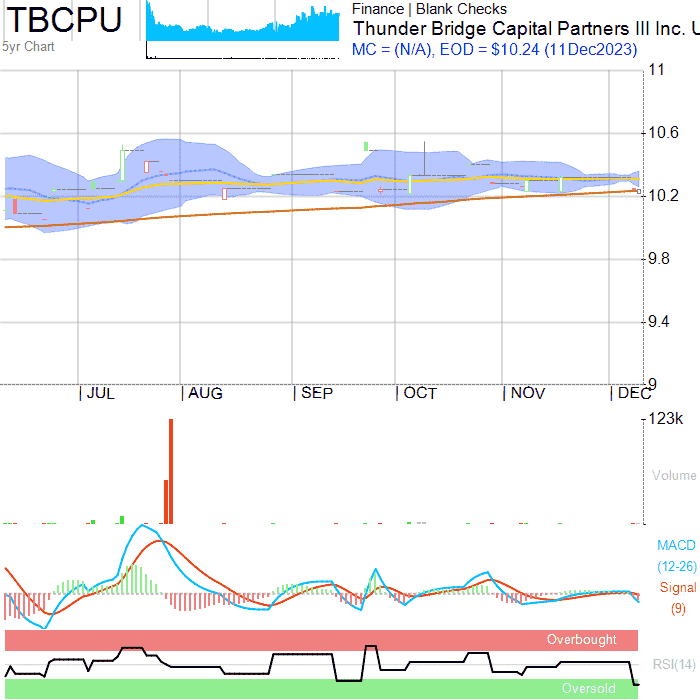 TBCPU
5yr Chart
Finance | Blank Checks
Thunder Bridge Capital Partners III Inc. U
MC = (N/A), EOD = $10.24 (11Dec2023)
11
10.6
10.2
9.8
9.4
9
JUL AUG SEP OCT NOV DEC
123k
Volume
MACD
(12-26)
Signal
(9)
Overbought
RSI(14)
Oversold